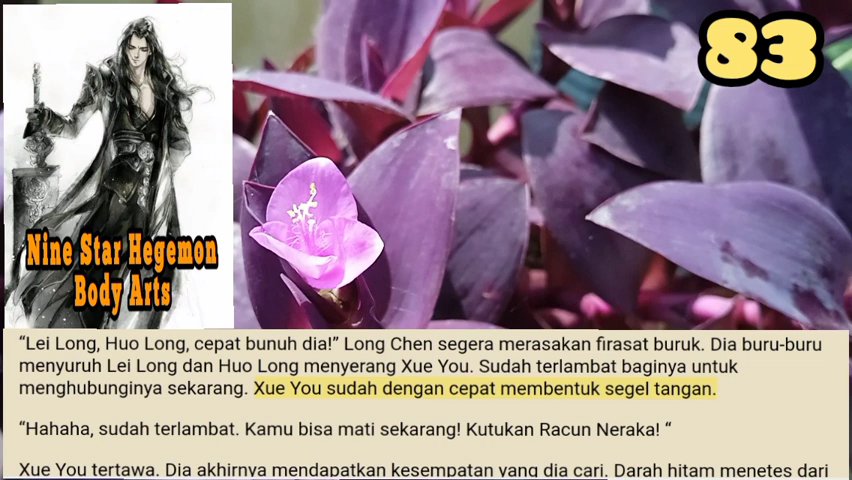 83
Nine Star Hegemon
Body Arts
“Lei Long, Huo Long, cepat bunuh dia!” Long Chen segera merasakan firasat buruk. Dia buru-buru
menyuruh Lei Long dan Huo Long menyerang Xue You. Sudah terlambat baginya untuk
menghubunginya sekarang. Xue You sudah dengan cepat membentuk segel tangan.
“Hahaha, sudah terlambat. Kamu bisa mati sekarang! Kutukan Racun Neraka! “
Xue You tertawa. Dia akhirnya mendapatkan kesempatan yang dia cari. Darah hitam menetes dari